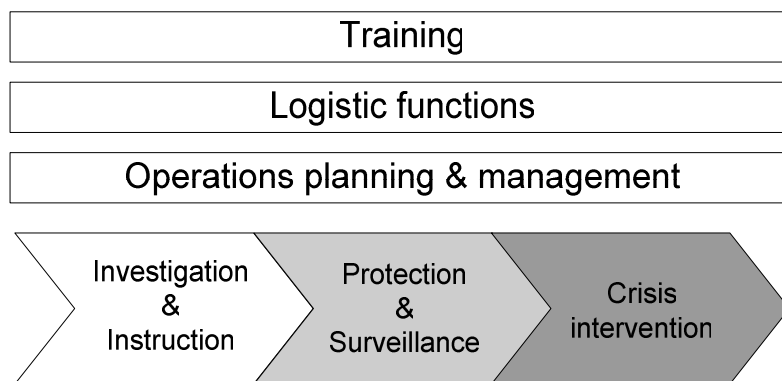 Training
Logistic functions
Operations planning & management
Investigation
&
Instruction
Protection
&
Surveillance
Crisis
intervention